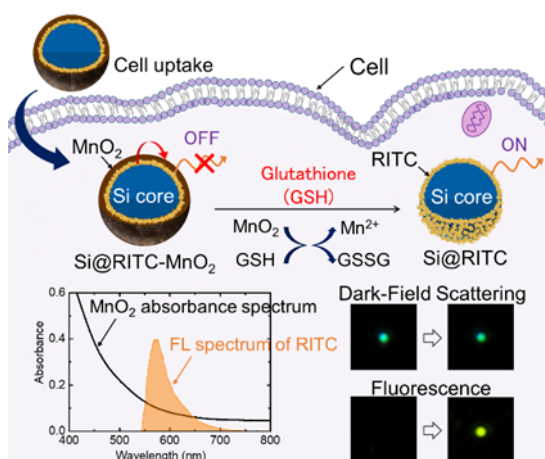 Cell uptake
Cell
MnO₂
OFF
Si core
Si@RITC-MnO₂
Glutathione
(GSH)
MnO₂
Mn²⁺
GSH
GSSG
ON
RITC
Si core
Si@RITC
0.6
0.4
0.2
0.0
Absorbance
MnO₂ absorbance spectrum
FL spectrum of RITC
400 500 600 700 800
Wavelength (nm)
Dark-Field Scattering
Fluorescence